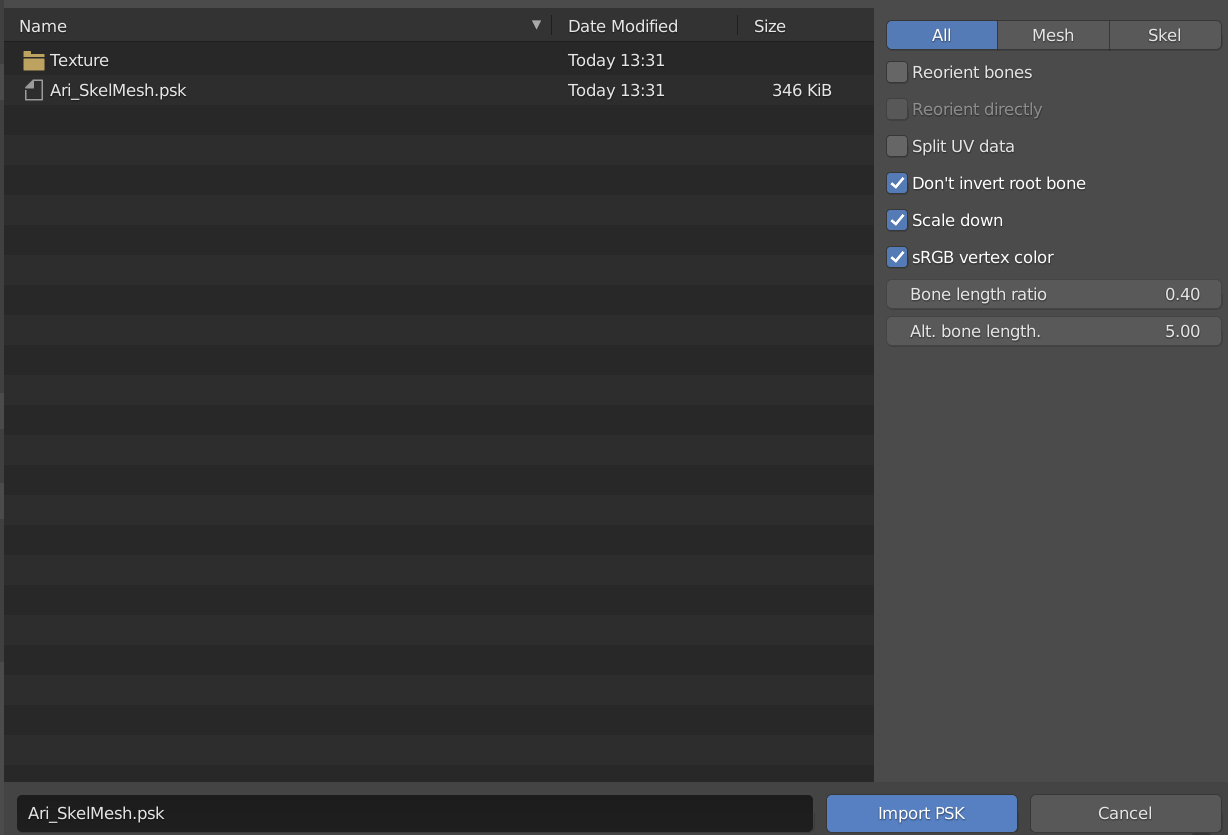 Name Date Modified Size
Texture Today 13:31
Ari_SkelMesh.psk Today 13:31 346 KiB
All Mesh Skel
Reorient bones
Reorient directly
Split UV data
Don't invert root bone
Scale down
sRGB vertex color
Bone length ratio 0.40
Alt. bone length. 5.00
Ari_SkelMesh.psk Import PSK Cancel